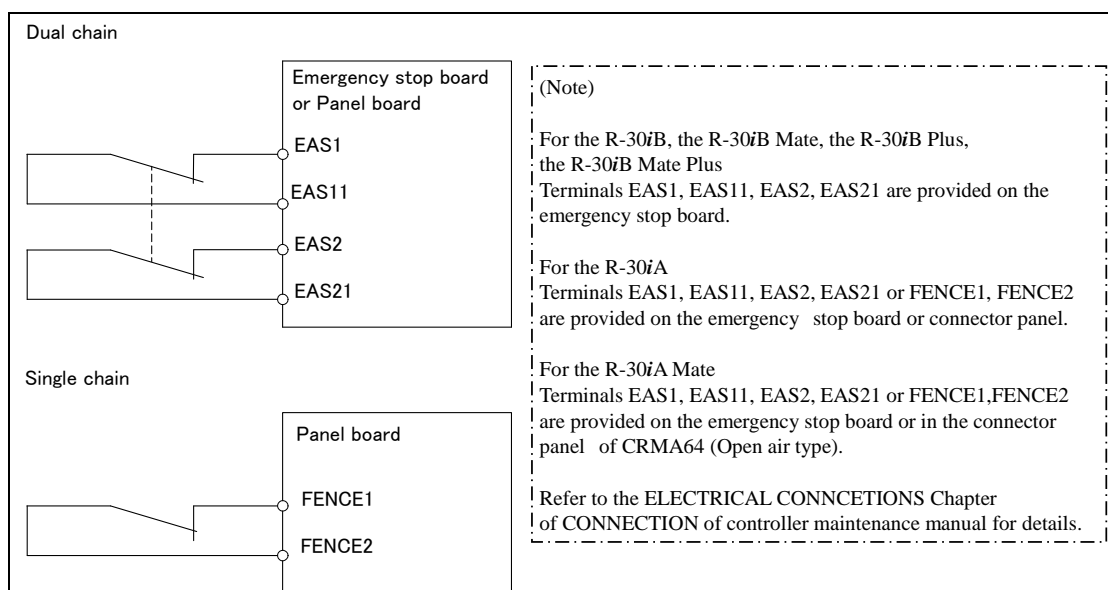 Dual chain
Emergency stop board
or Panel board
EAS1
EAS11
EAS2
EAS21
Single chain
Panel board
FENCE1
FENCE2
(Note)
For the R-30iB, the R-30iB Mate, the R-30iB Plus,
the R-30iB Mate Plus
Terminals EAS1, EAS11, EAS2, EAS21 are provided on the
emergency stop board.
For the R-30iA
Terminals EAS1, EAS11, EAS2, EAS21 or FENCE1, FENCE2
are provided on the emergency stop board or connector panel.
For the R-30iA Mate
Terminals EAS1, EAS11, EAS2, EAS21 or FENCE1,FENCE2
are provided on the emergency stop board or in the connector
panel of CRMA64 (Open air type).
Refer to the ELECTRICAL CONNCETIONS Chapter
of CONNECTION of controller maintenance manual for details.